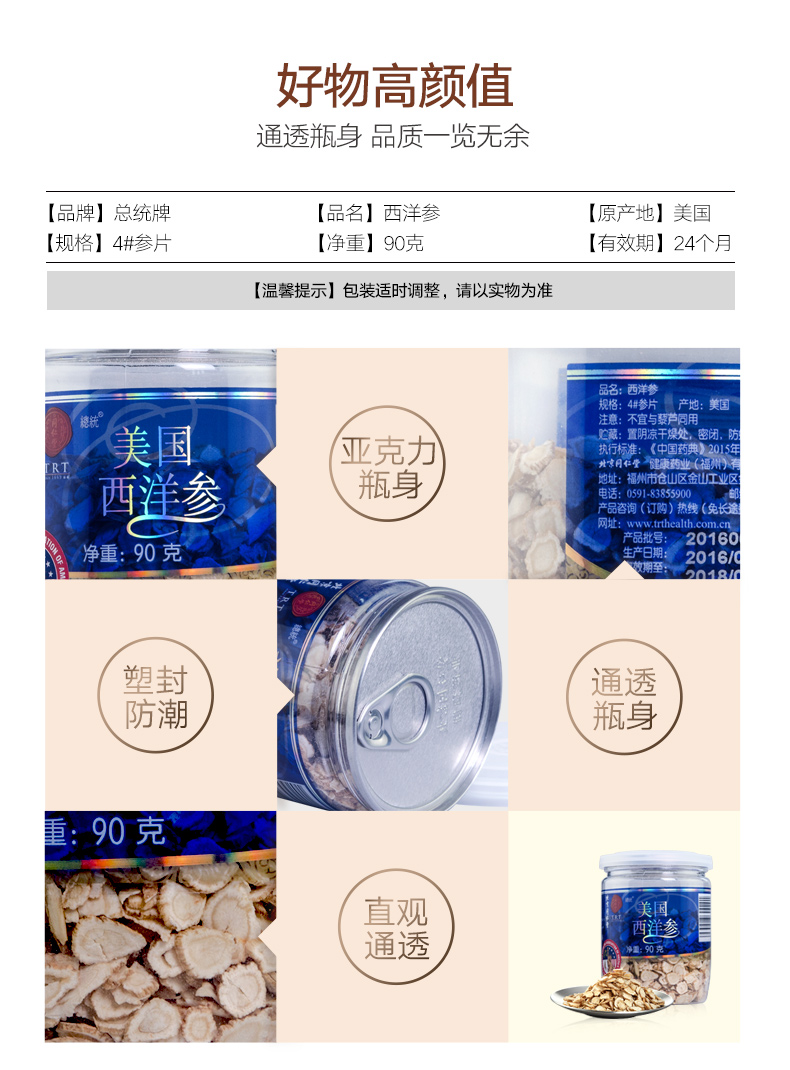 好物高颜值
通透瓶身 品质一览无余
【品牌】总统牌
【品名】西洋参
【原产地】美国
【规格】4#参片
【净重】90克
【有效期】24个月
【温馨提示】包装适时调整，请以实物为准
總統®
TRT
美国
西洋参
净重: 90 克
亚克力
瓶身
品名: 西洋参
规格: 4#参片 产地: 美国
注意: 不宜与藜芦同用
贮藏: 置阴凉干燥处, 密闭, 防
执行标准: 《中国药典》2015年
北京同仁堂 健康药业（福州）有
地址: 福州市仓山区金山工业区
电话: 0591-83855900
产品咨询（订购）热线（免长途
网址: www.trthealth.com.cn
产品批号: 20160
生产日期: 2016/0
有效期至: 2018/0
塑封
防潮
TRT
總統®
通透
瓶身
重: 90 克
直观
通透
TRT
美国
西洋参
净重: 90 克